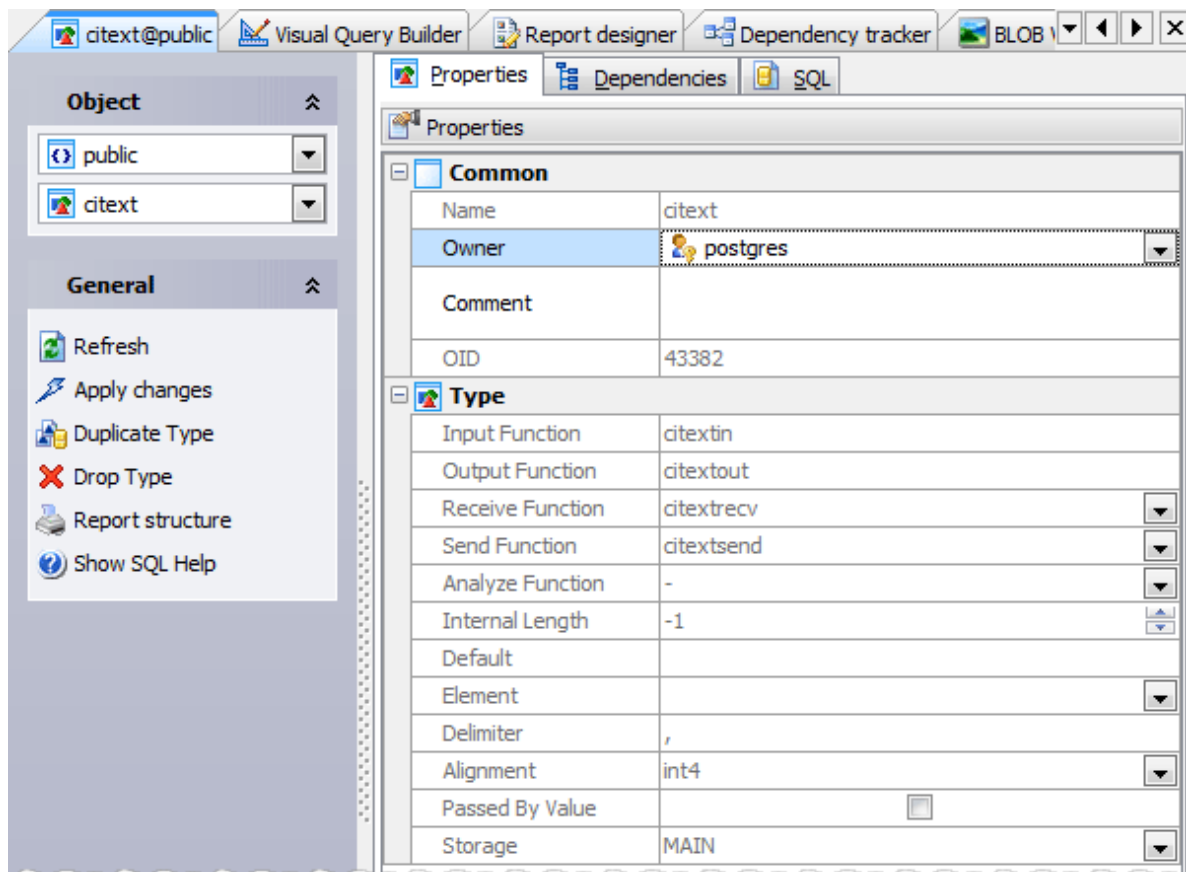 citext@public Visual Query Builder Report designer Dependency tracker BLOB
Object
public
citext
General
Refresh
Apply changes
Duplicate Type
Drop Type
Report structure
Show SQL Help
Properties Dependencies SQL
Properties
Common
Name citext
Owner postgres
Comment
OID 43382
Type
Input Function citextin
Output Function citextout
Receive Function citextrecv
Send Function citextsend
Analyze Function -
Internal Length -1
Default
Element
Delimiter ,
Alignment int4
Passed By Value
Storage MAIN